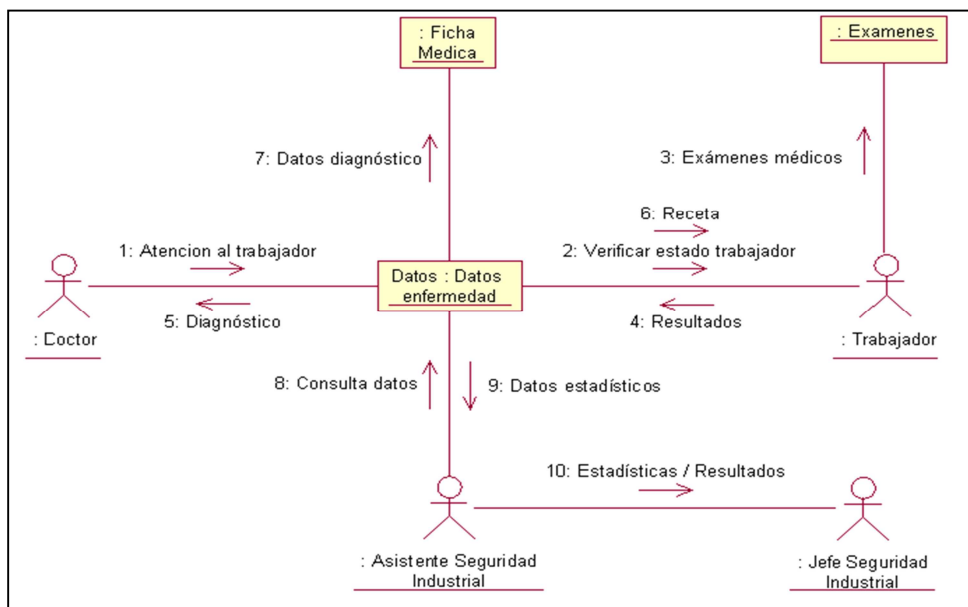 : Ficha
Medica
: Examenes
7: Datos diagnóstico
3: Exámenes médicos
6: Receta
1: Atencion al trabajador
2: Verificar estado trabajador
Datos : Datos
enfermedad
5: Diagnóstico
4: Resultados
: Doctor
: Trabajador
8: Consulta datos
9: Datos estadísticos
10: Estadísticas / Resultados
: Asistente Seguridad
Industrial
: Jefe Seguridad
Industrial